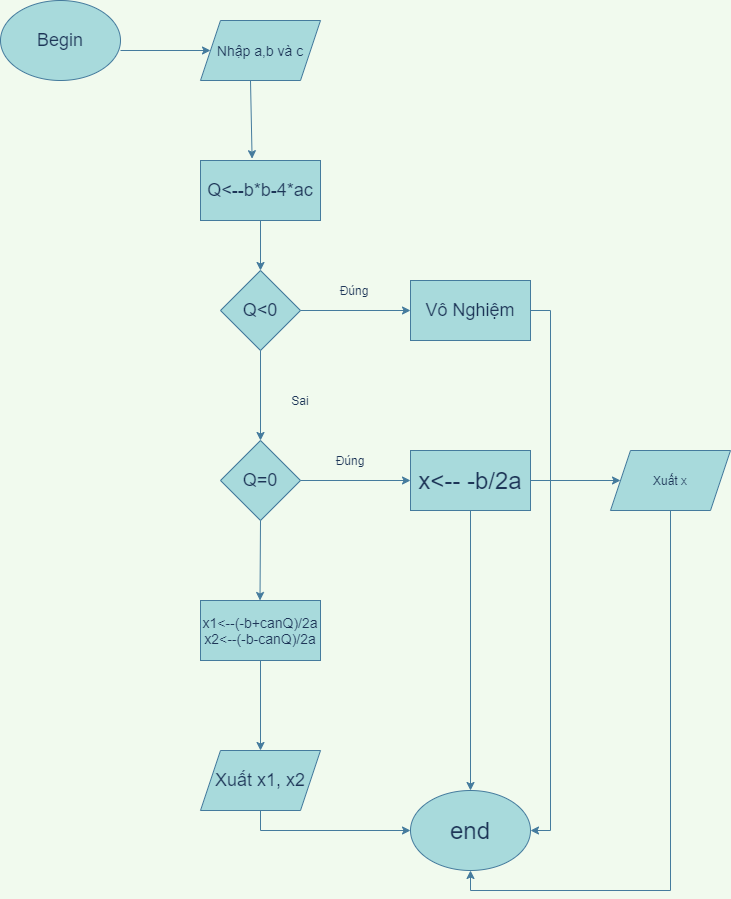 Begin
Nhập a,b và c
Q<--b*b-4*ac
Q<0
Đúng
Vô Nghiệm
Sai
Q=0
Đúng
x<-- -b/2a
Xuất x
x1<--(-b+canQ)/2a
x2<--(-b-canQ)/2a
Xuất x1, x2
end